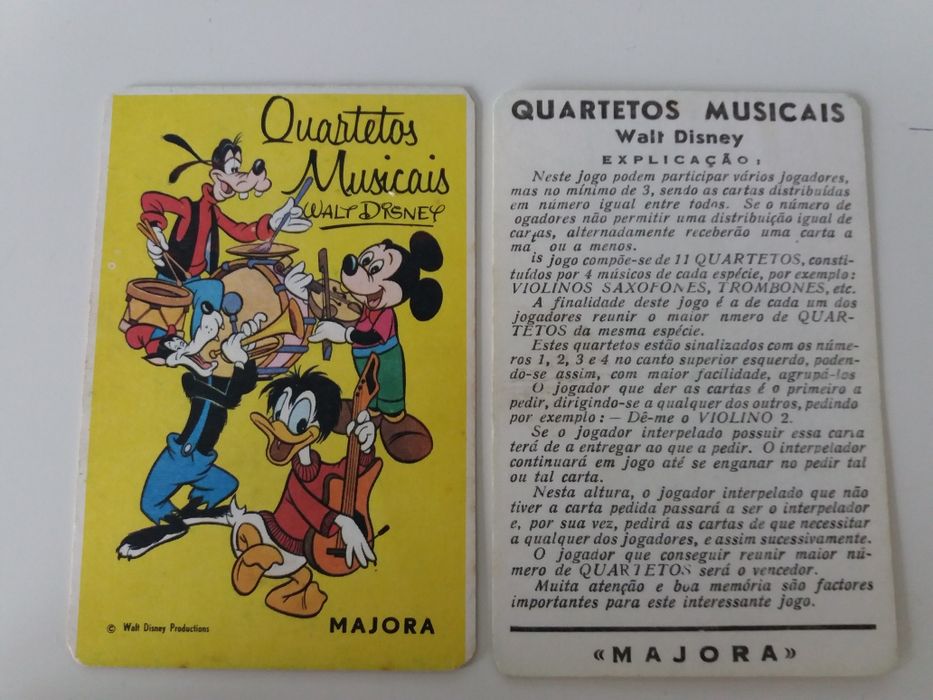 Quartetos
Musicais
WALT DISNEY
© Walt Disney Productions
MAJORA
QUARTETOS MUSICAIS
Walt Disney
EXPLICAÇÃO:
Neste jogo podem participar vários jogadores,
mas no mínimo de 3, sendo as cartas distribuídas
em número igual entre todos. Se o número de
ogadores não permitir uma distribuição igual de
cartas, alternadamente receberão uma carta a
ma ou a menos.
is jogo compõe-se de 11 QUARTETOS, consti-
tuídos por 4 músicos de cada espécie, por exemplo:
VIOLINOS SAXOFONES, TROMBONES, etc.
A finalidade deste jogo é a de cada um dos
jogadores reunir o maior nmero de QUAR-
TETOS da mesma espécie.
Estes quartetos estão sinalizados com os núme-
ros 1, 2, 3 e 4 no canto superior esquerdo, poden-
do-se assim, com maior facilidade, agrupá-los
O jogador que der as cartas é o primeiro a
pedir, dirigindo-se a qualquer dos outros, pedindo
por exemplo: — Dê-me o VIOLINO 2.
Se o jogador interpelado possuir essa carta
terá de a entregar ao que a pedir. O interpelador
continuará em jogo até se enganar no pedir tal
ou tal carta.
Nesta altura, o jogador interpelado que não
tiver a carta pedida passará a ser o interpelador
e, por sua vez, pedirá as cartas de que necessitar
a qualquer dos jogadores, e assim sucessivamente.
O jogador que conseguir reunir maior nú-
mero de QUARTETOS será o vencedor.
Muita atenção e boa memória são factores
importantes para este interessante jogo.
«MAJORA»